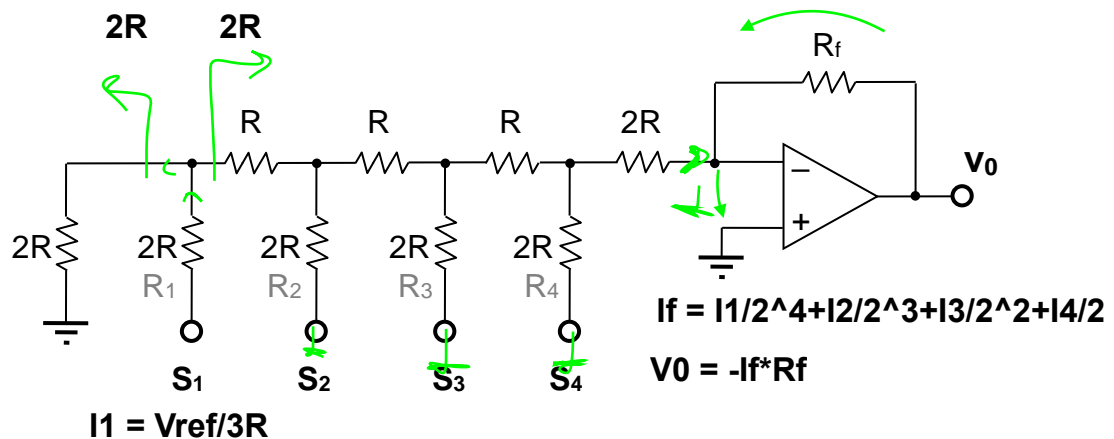 2R 2R
Rf
R R R 2R
v0
−
+
2R 2R 2R 2R 2R
R1 R2 R3 R4
If = I1/2^4+I2/2^3+I3/2^2+I4/2
S1 S2 S3 S4
V0 = -If*Rf
I1 = Vref/3R